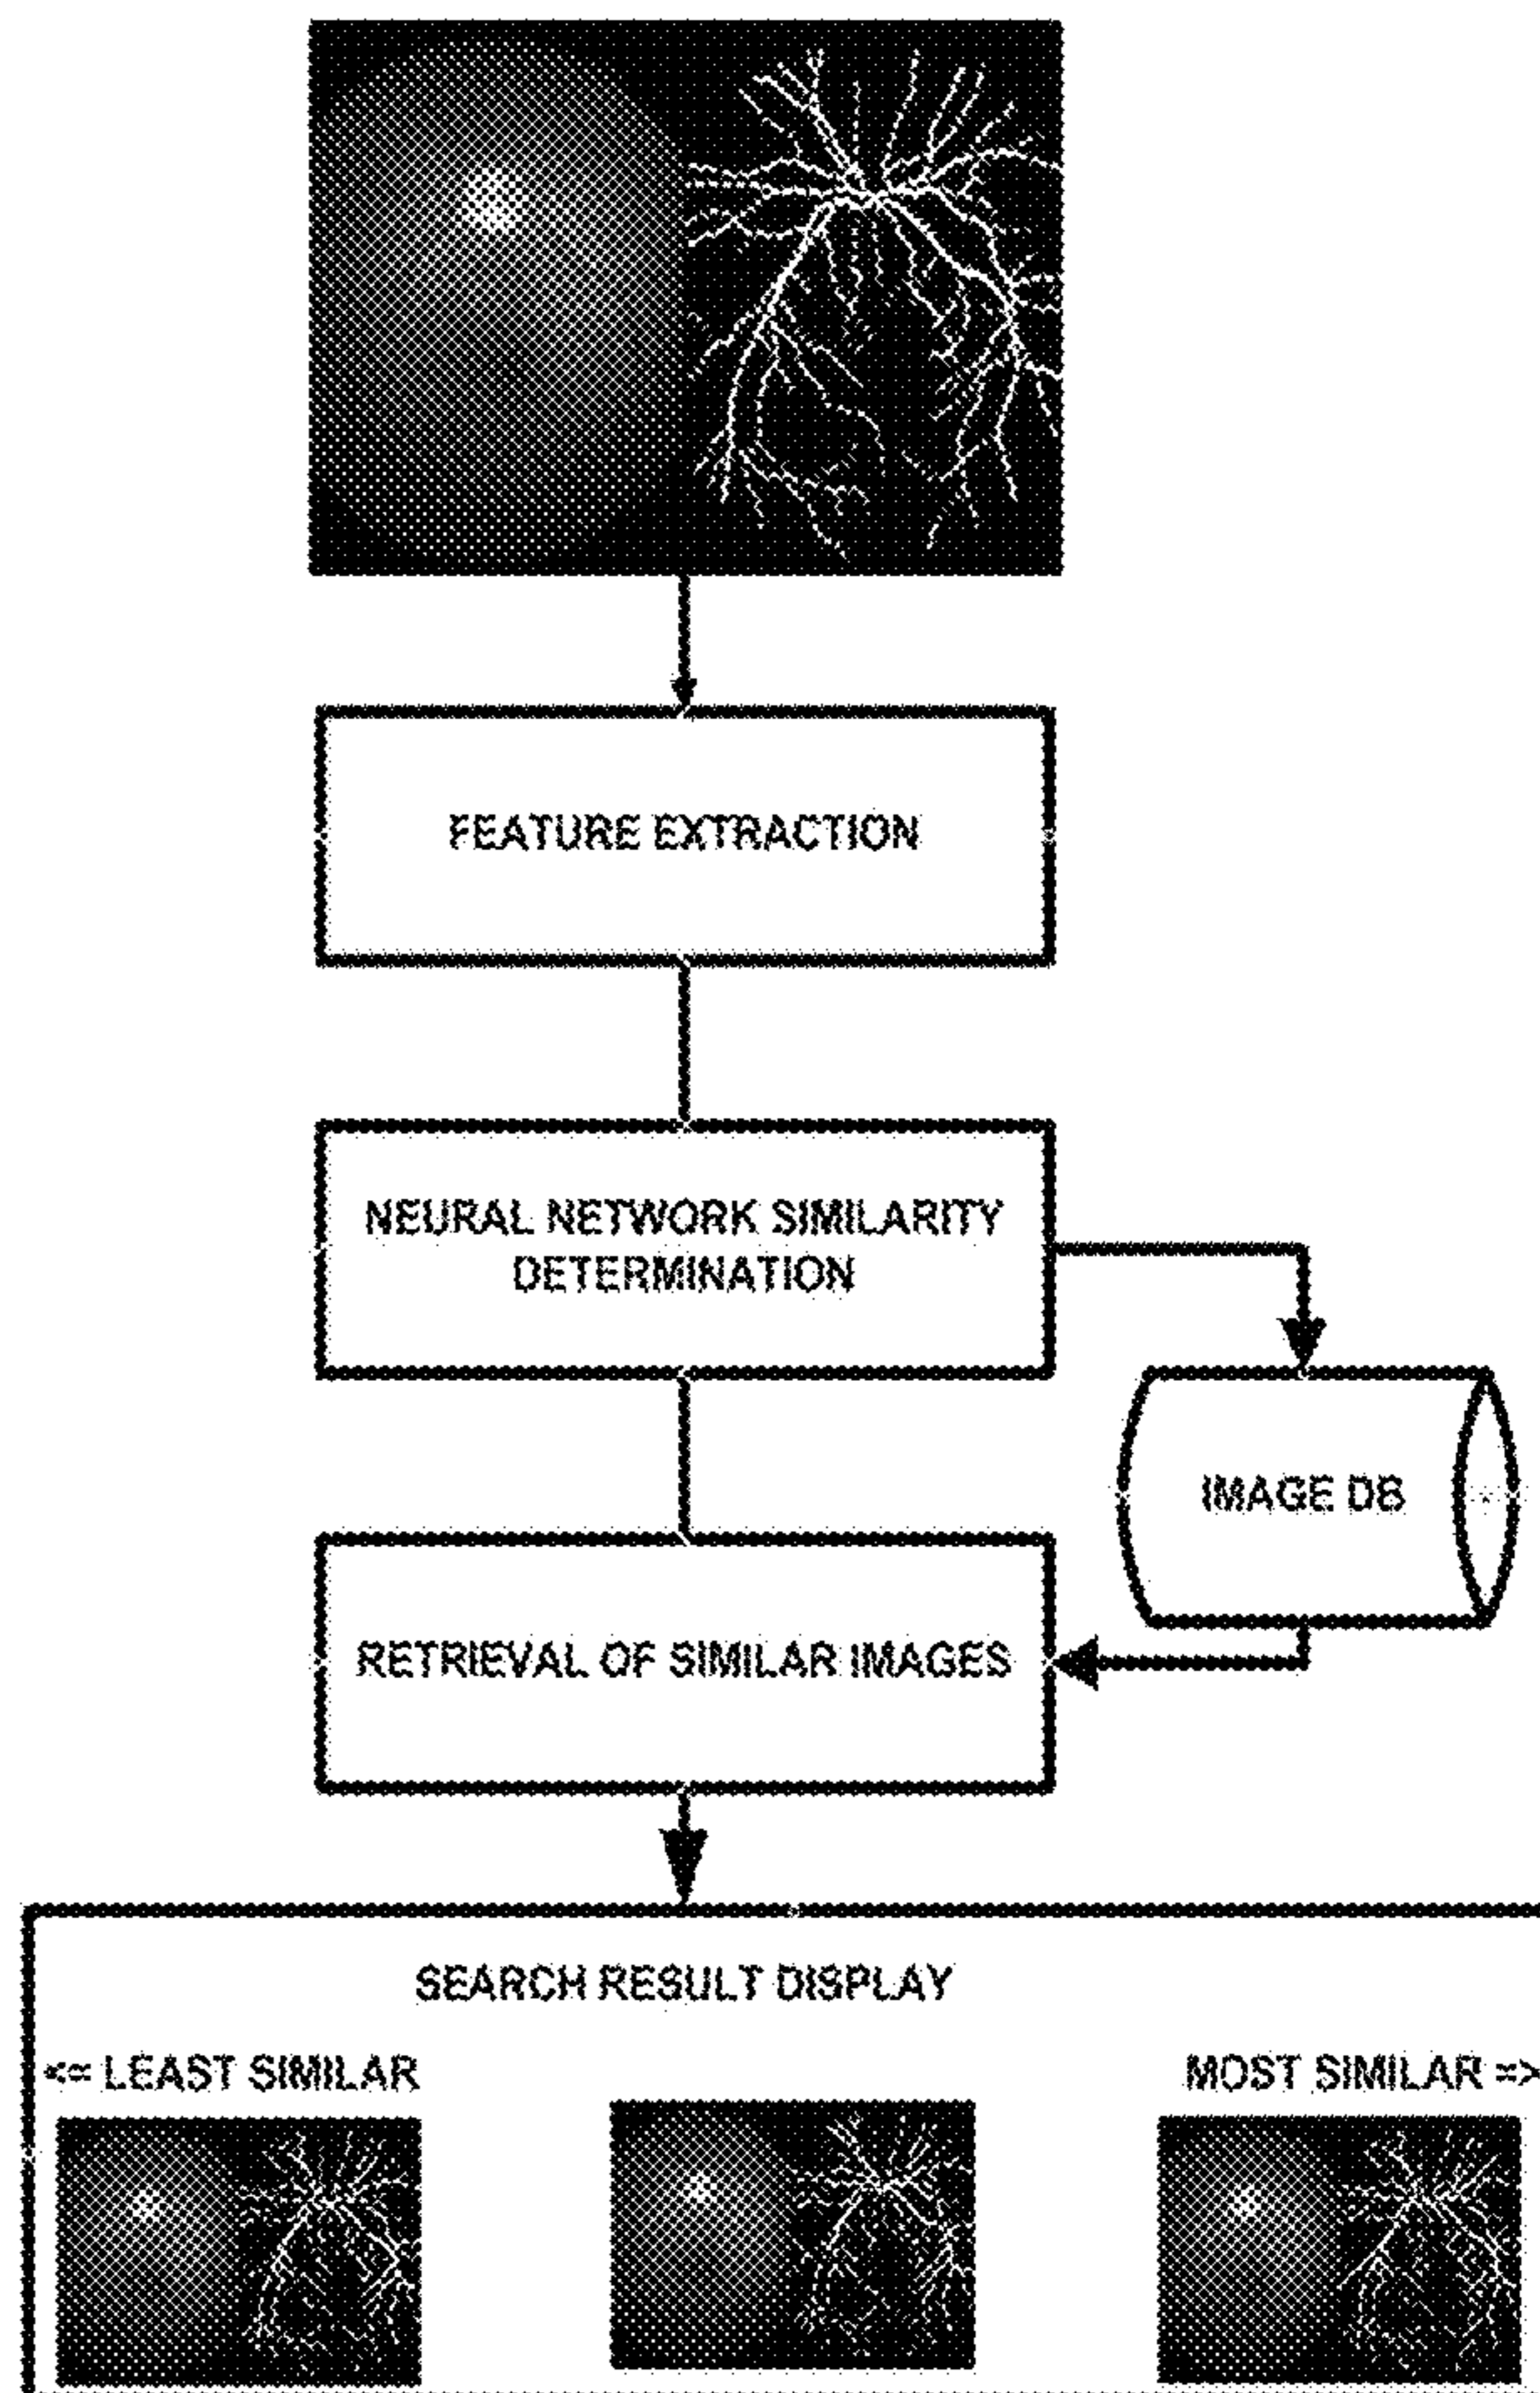 FEATURE EXTRACTION
NEURAL NETWORK SIMILARITY
DETERMINATION
IMAGE DB
RETRIEVAL OF SIMILAR IMAGES
SEARCH RESULT DISPLAY
<= LEAST SIMILAR
MOST SIMILAR =>